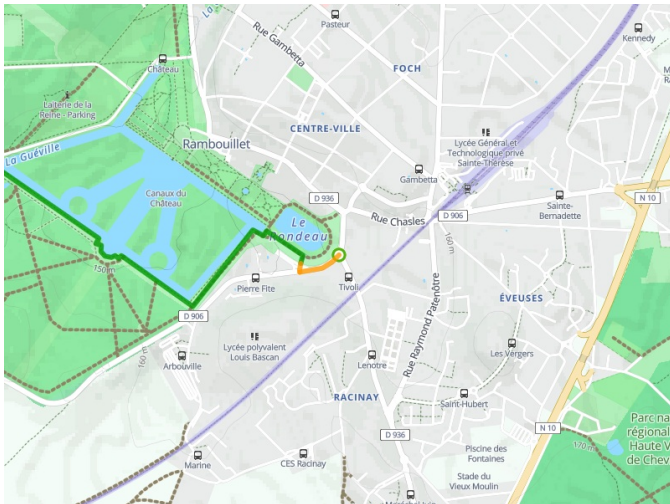 Pasteur
Rue Gambetta
Kennedy
FOCH
Château
Laiterie de la
Reine - Parking
CENTRE-VILLE
Rambouillet
Lycée Général et
Technologique privé
Sainte-Thérèse
La Guéville
Gambetta
Canaux du
Château
D 936
N 10
Sainte-
Bernadette
Rue Chasles
D 906
Le
Rondeau
160 m
150 m
Pierre Fite
Tivoli
ÉVEUSES
D 906
Rue Raymond Patenôtre
Lycée polyvalent
Louis Bascan
Les Vergers
160 m
Arbouville
Lenotre
RACINAY
Saint-Hubert
N 10
Parc na
régional
Haute V
de Chev
D 936
170 m
Marine
CES Racinay
Piscine des
Fontaines
Stade du
Vieux Moulin